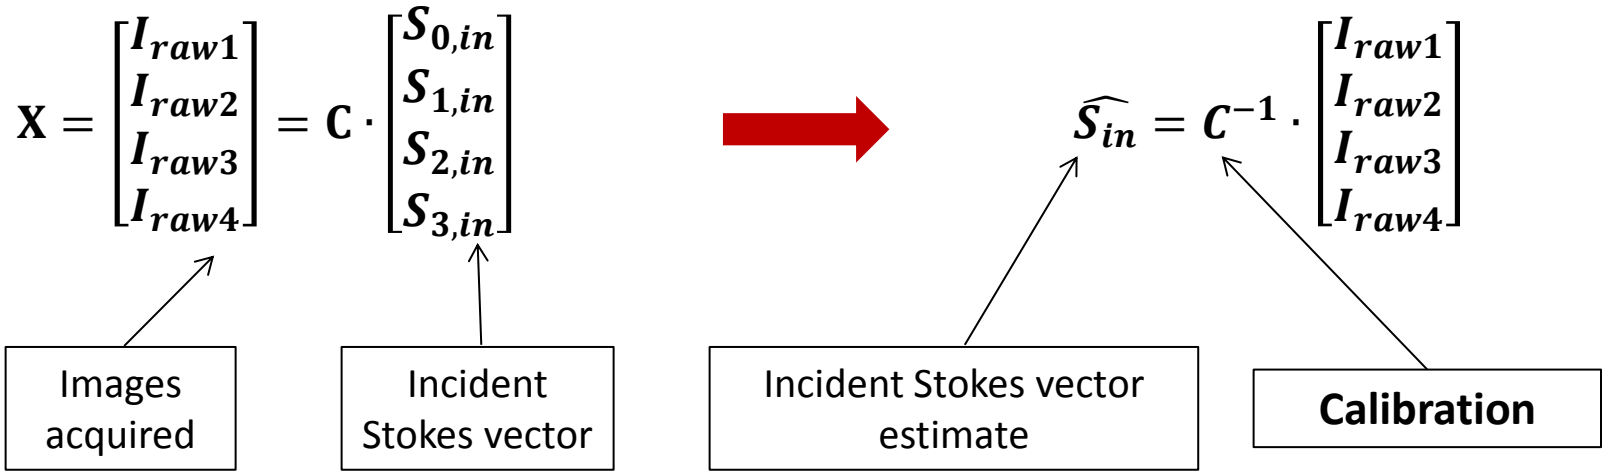 X = [I_raw1 I_raw2 I_raw3 I_raw4] = C · [S_0,in S_1,in S_2,in S_3,in]
Ŝ_in = C⁻¹ · [I_raw1 I_raw2 I_raw3 I_raw4]
Images
acquired
Incident
Stokes vector
Incident Stokes vector
estimate
Calibration